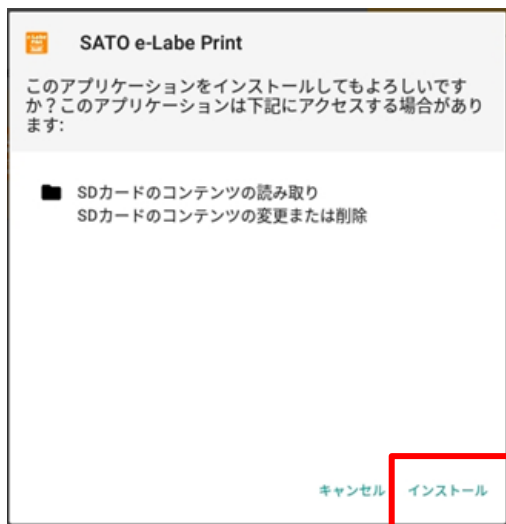 SATO e-Labe Print
このアプリケーションをインストールしてもよろしいです
か？このアプリケーションは下記にアクセスする場合があり
ます:
SDカードのコンテンツの読み取り
SDカードのコンテンツの変更または削除
キャンセル
インストール